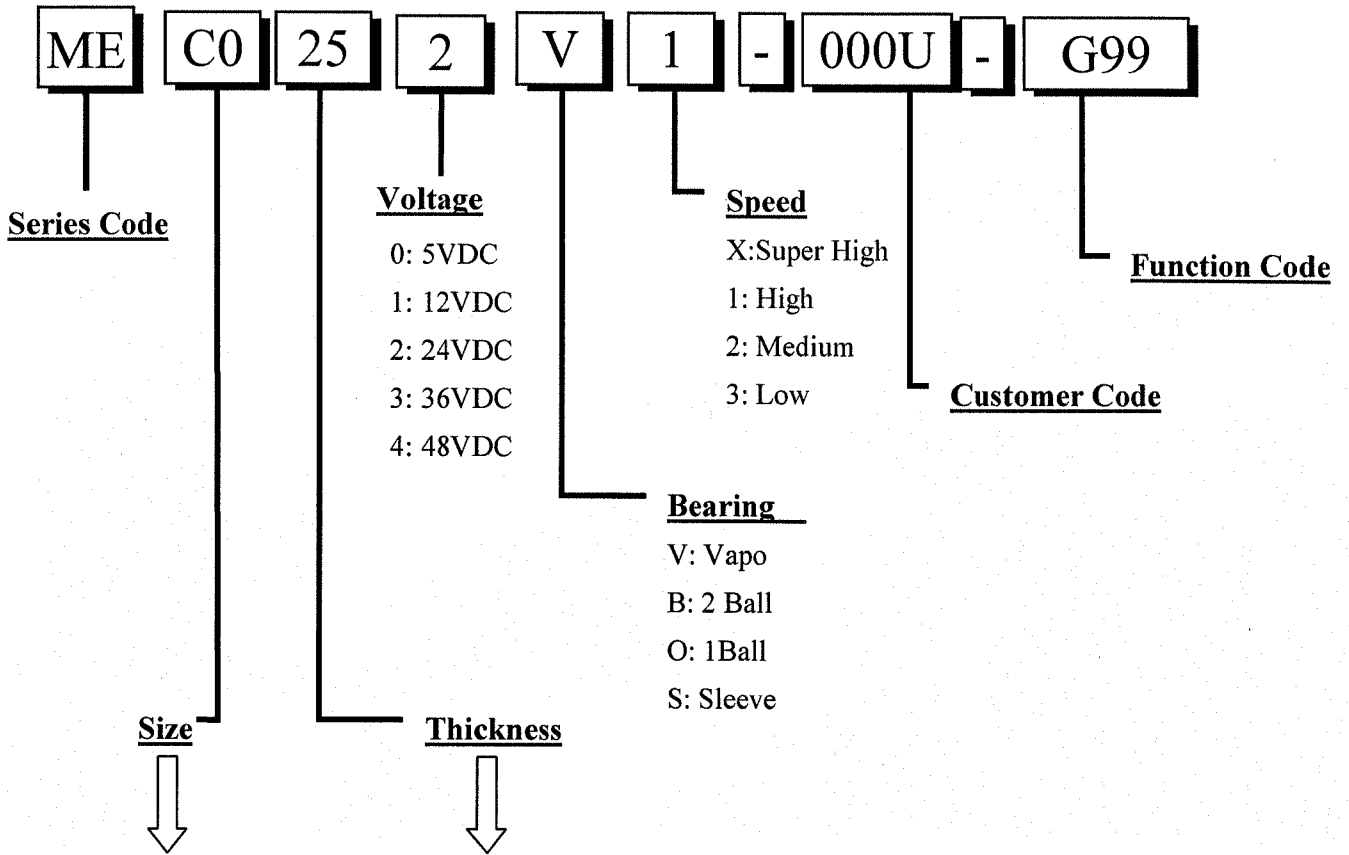 ME C0 25 2 V 1 - 000U - G99
Series Code
Voltage
0: 5VDC
1: 12VDC
2: 24VDC
3: 36VDC
4: 48VDC
Speed
X:Super High
1: High
2: Medium
3: Low
Function Code
Customer Code
Bearing
V: Vapo
B: 2 Ball
O: 1Ball
S: Sleeve
Size
Thickness